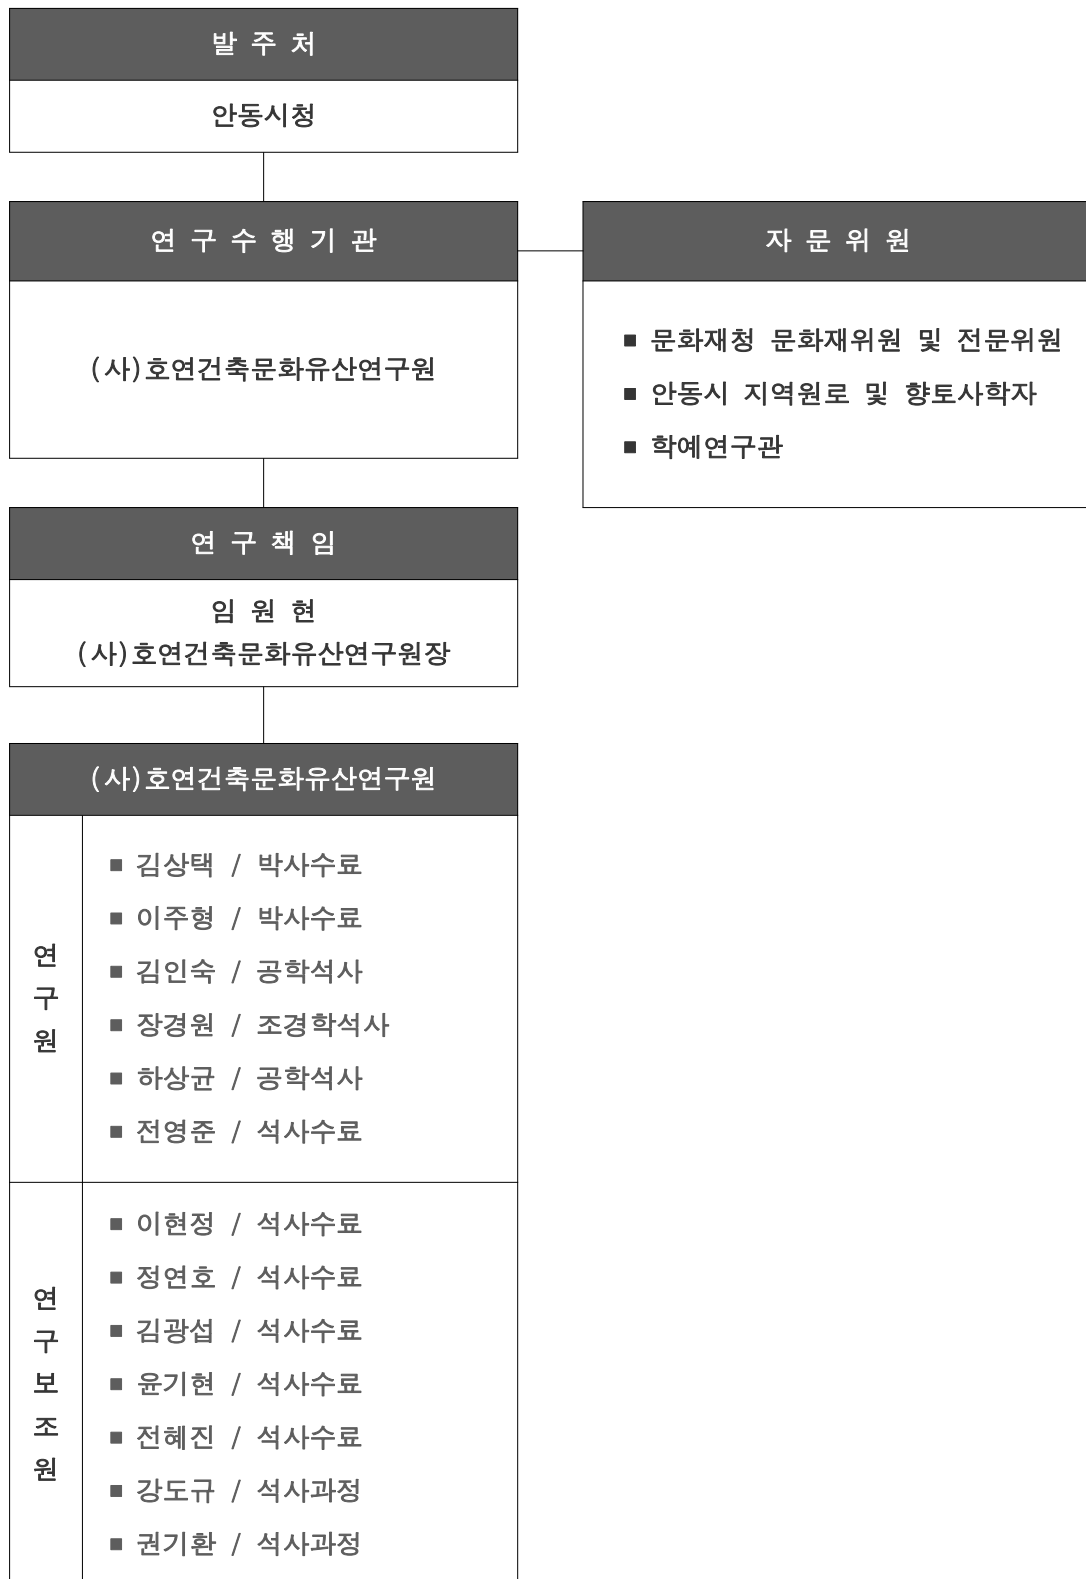 발 주 처
안동시청
연 구 수 행 기 관
(사)호연건축문화유산연구원
자 문 위 원
■ 문화재청 문화재위원 및 전문위원
■ 안동시 지역원로 및 향토사학자
■ 학예연구관
연 구 책 임
임 원 현
(사)호연건축문화유산연구원장
(사)호연건축문화유산연구원
연
구
원
■ 김상택 / 박사수료
■ 이주형 / 박사수료
■ 김인숙 / 공학석사
■ 장경원 / 조경학석사
■ 하상균 / 공학석사
■ 전영준 / 석사수료
연
구
보
조
원
■ 이현정 / 석사수료
■ 정연호 / 석사수료
■ 김광섭 / 석사수료
■ 윤기현 / 석사수료
■ 전혜진 / 석사수료
■ 강도규 / 석사과정
■ 권기환 / 석사과정